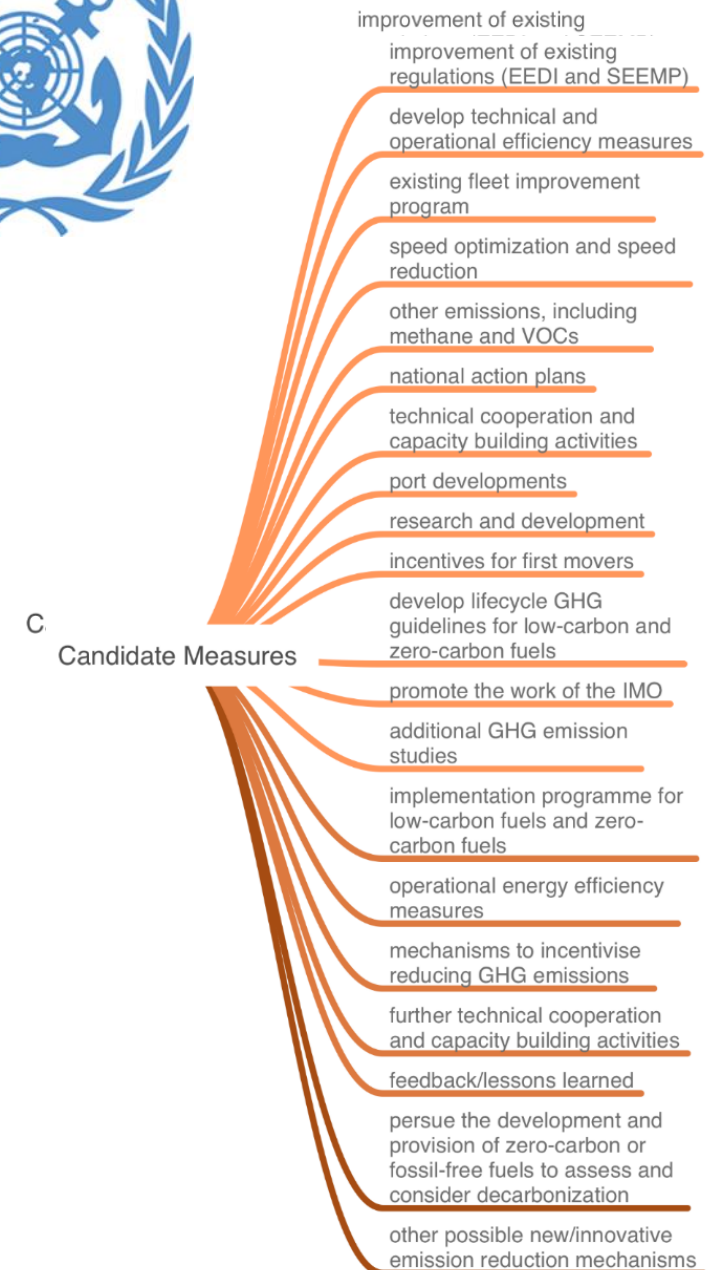 improvement of existing
improvement of existing
regulations (EEDI and SEEMP)
develop technical and
operational efficiency measures
existing fleet improvement
program
speed optimization and speed
reduction
other emissions, including
methane and VOCs
national action plans
technical cooperation and
capacity building activities
port developments
research and development
incentives for first movers
develop lifecycle GHG
guidelines for low-carbon and
zero-carbon fuels
C
Candidate Measures
promote the work of the IMO
additional GHG emission
studies
implementation programme for
low-carbon fuels and zero-
carbon fuels
operational energy efficiency
measures
mechanisms to incentivise
reducing GHG emissions
further technical cooperation
and capacity building activities
feedback/lessons learned
persue the development and
provision of zero-carbon or
fossil-free fuels to assess and
consider decarbonization
other possible new/innovative
emission reduction mechanisms